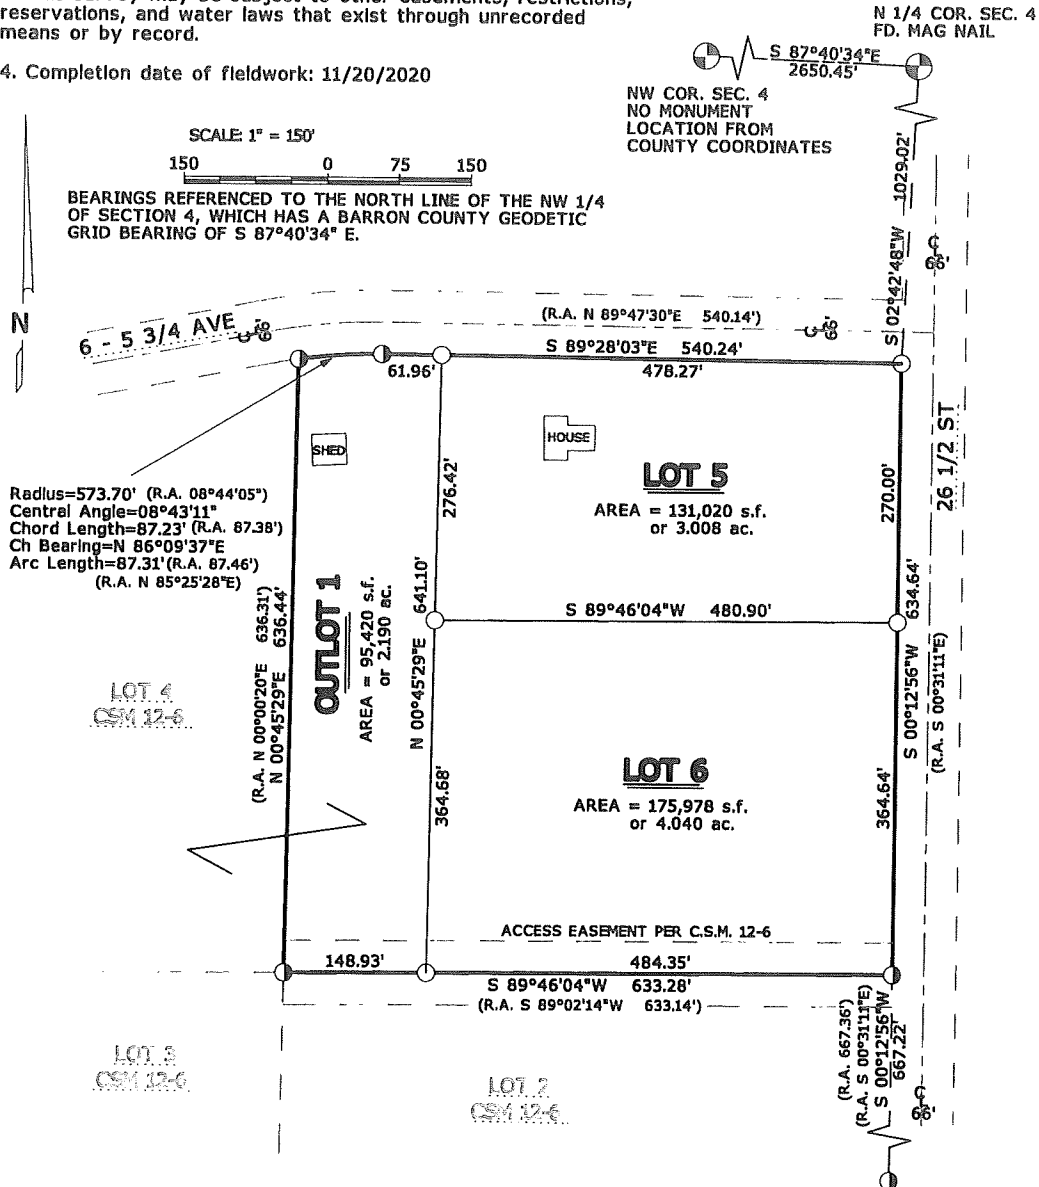 reservations, and water laws that exist through unrecorded
means or by record.
4. Completion date of fieldwork: 11/20/2020
N 1/4 COR. SEC. 4
FD. MAG NAIL
S 87°40'34"E
2650.45'
NW COR. SEC. 4
NO MONUMENT
LOCATION FROM
COUNTY COORDINATES
SCALE: 1" = 150'
150 0 75 150
BEARINGS REFERENCED TO THE NORTH LINE OF THE NW 1/4
OF SECTION 4, WHICH HAS A BARRON COUNTY GEODETIC
GRID BEARING OF S 87°40'34" E.
S 02°42'48"W 1029.02'
66'
N
6 - 5 3/4 AVE
66'
(R.A. N 89°47'30"E 540.14')
66'
S 89°28'03"E 540.24'
61.96'
478.27'
SHED
HOUSE
26 1/2 ST
LOT 5
AREA = 131,020 s.f.
or 3.008 ac.
276.42'
270.00'
Radius=573.70' (R.A. 08°44'05")
Central Angle=08°43'11"
Chord Length=87.23' (R.A. 87.38')
Ch Bearing=N 86°09'37"E
Arc Length=87.31'(R.A. 87.46')
(R.A. N 85°25'28"E)
OUTLOT 1
AREA = 95,420 s.f.
or 2.190 ac.
(R.A. N 00°00'20"E 636.31')
N 00°45'29"E 636.44'
N 00°45'29"E 641.10'
S 89°46'04"W 480.90'
S 00°12'56"W 634.64'
(R.A. S 00°31'11"E)
LOT 4
CSM 12-6
LOT 6
AREA = 175,978 s.f.
or 4.040 ac.
364.68'
364.64'
ACCESS EASEMENT PER C.S.M. 12-6
148.93'
484.35'
S 89°46'04"W 633.28'
(R.A. S 89°02'14"W 633.14')
(R.A. 667.36')
(R.A. S 00°31'11"E)
S 00°12'56"W
667.22'
LOT 3
CSM 12-6
LOT 2
CSM 12-6
66'